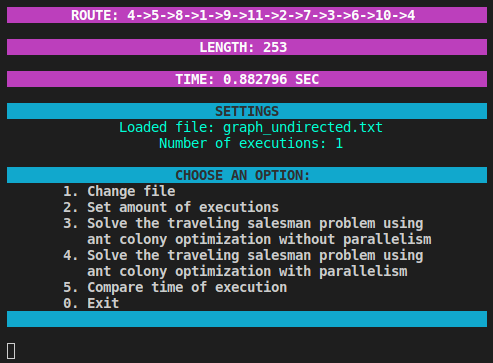 ROUTE: 4->5->8->1->9->11->2->7->3->6->10->4
LENGTH: 253
TIME: 0.882796 SEC
SETTINGS
Loaded file: graph_undirected.txt
Number of executions: 1
CHOOSE AN OPTION:
1. Change file
2. Set amount of executions
3. Solve the traveling salesman problem using
ant colony optimization without parallelism
4. Solve the traveling salesman problem using
ant colony optimization with parallelism
5. Compare time of execution
0. Exit